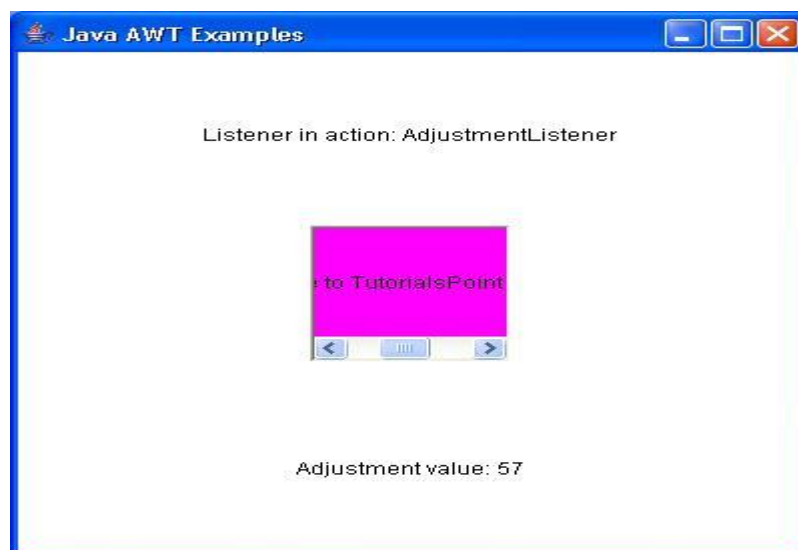 Java AWT Examples
Listener in action: AdjustmentListener
to TutorialsPoint
Adjustment value: 57